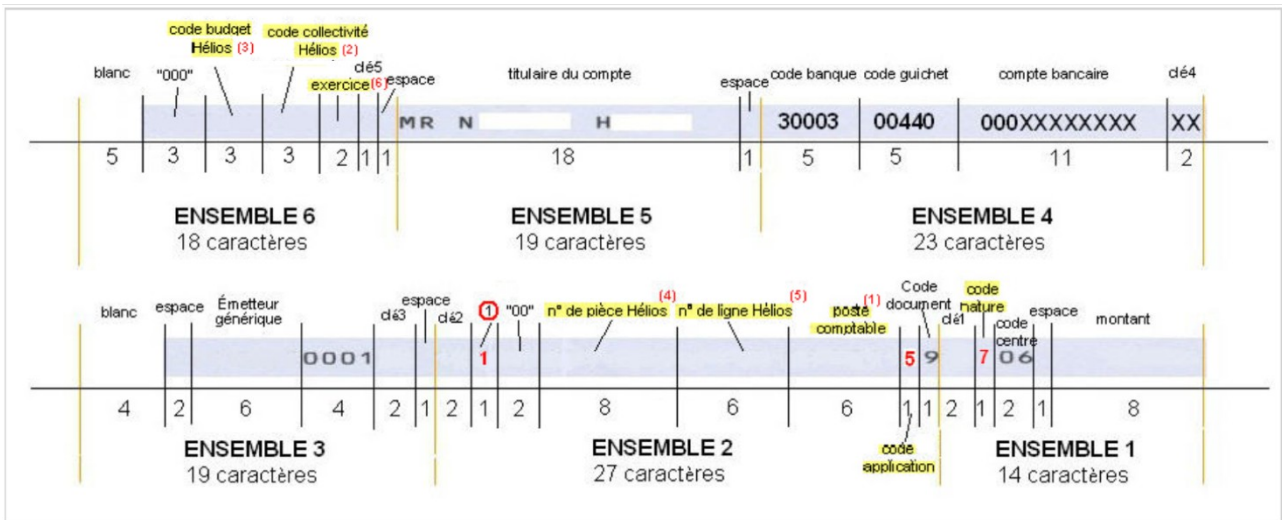 code budget Hélios (3)
code collectivité Hélios (2)
blanc "000" exercice (6) clé5 espace titulaire du compte espace code banque code guichet compte bancaire clé4
MR N H 30003 00440 000XXXXXXXX XX
5 3 3 3 2 1 1 18 1 5 5 11 2
ENSEMBLE 6 ENSEMBLE 5 ENSEMBLE 4
18 caractères 19 caractères 23 caractères
blanc espace Émetteur générique clé3 espace clé2 1 "00" n° de pièce Hélios (4) n° de ligne Hélios (5) poste comptable (1) Code document clé1 code nature code centre espace montant
0001 1 5 9 7 06
4 2 6 4 2 1 2 1 2 8 6 6 1 1 2 1 2 1 8
code application
ENSEMBLE 3 ENSEMBLE 2 ENSEMBLE 1
19 caractères 27 caractères 14 caractères